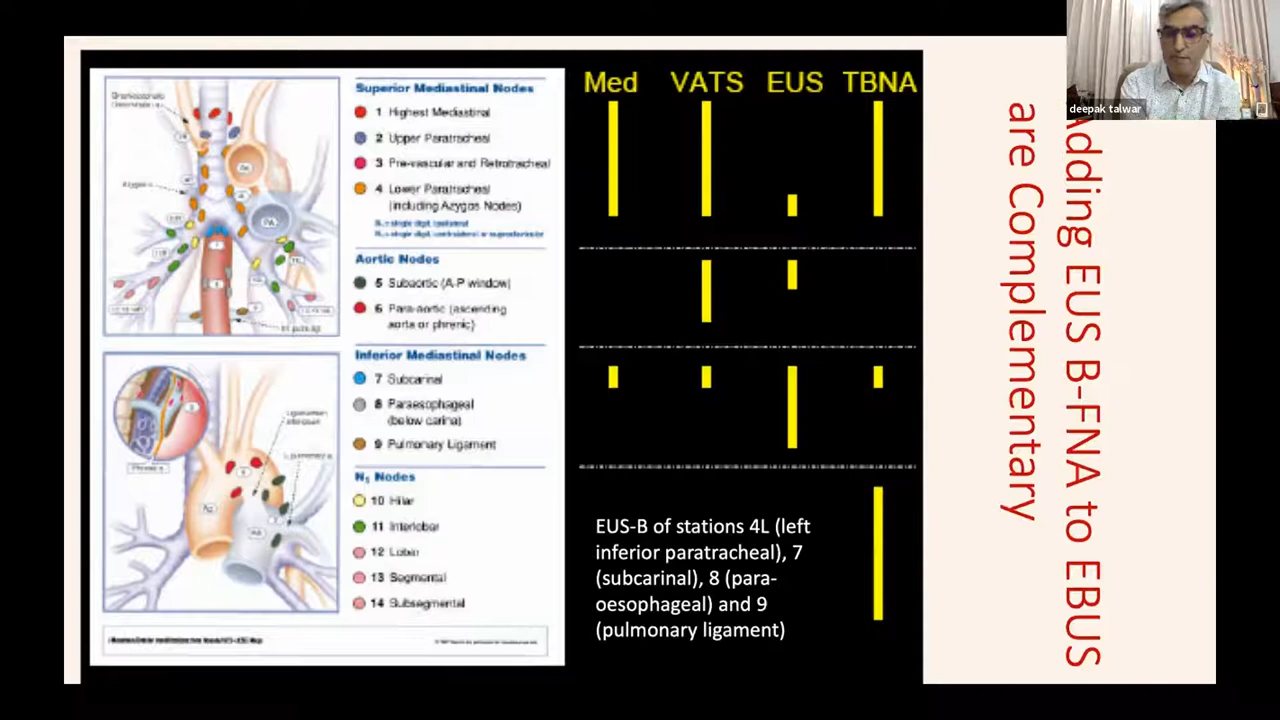 deepak talwar
Adding EUS B-FNA to EBUS
are Complementary
Superior Mediastinal Nodes
1 Highest Mediastinal
2 Upper Paratracheal
3 Pre-vascular and Retrotracheal
4 Lower Paratracheal
(including Azygos Nodes)
Aortic Nodes
5 Subaortic (A-P window)
6 Para-aortic (ascending
aorta or phrenic)
Inferior Mediastinal Nodes
7 Subcarinal
8 Paraesophageal
(below carina)
9 Pulmonary Ligament
N₁ Nodes
10 Hilar
11 Interlobar
12 Lobar
13 Segmental
14 Subsegmental
Med VATS EUS TBNA
EUS-B of stations 4L (left
inferior paratracheal), 7
(subcarinal), 8 (para-
oesophageal) and 9
(pulmonary ligament)